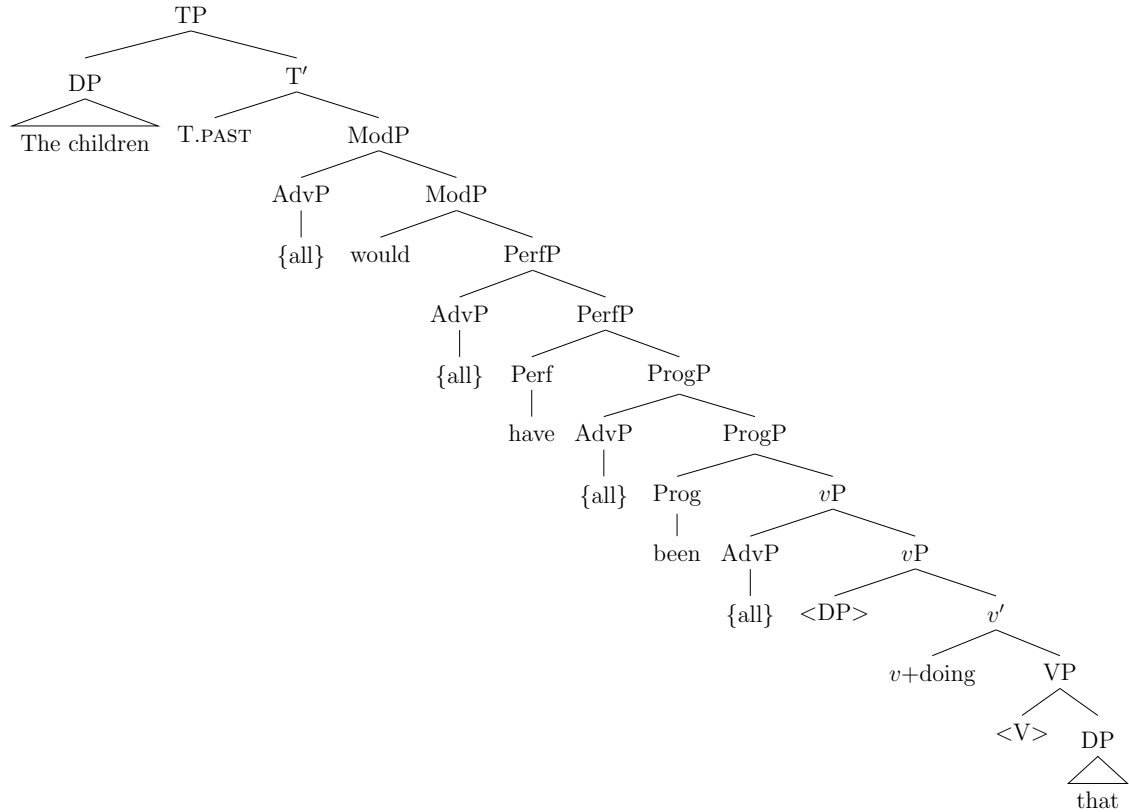 TP
DP T′
The children T.PAST ModP
AdvP ModP
{all} would PerfP
AdvP PerfP
{all} Perf ProgP
have AdvP ProgP
{all} Prog vP
been AdvP vP
{all} <DP> v′
v+doing VP
<V> DP
that